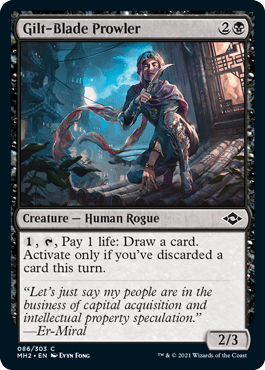 Gilt-Blade Prowler 2
Creature — Human Rogue
1, , Pay 1 life: Draw a card.
Activate only if you've discarded
a card this turn.
"Let's just say my people are in the
business of capital acquisition and
intellectual property speculation."
—Er-Miral
2/3
086/303 C
MH2 • EN Evyn Fong
™ & © 2021 Wizards of the Coast